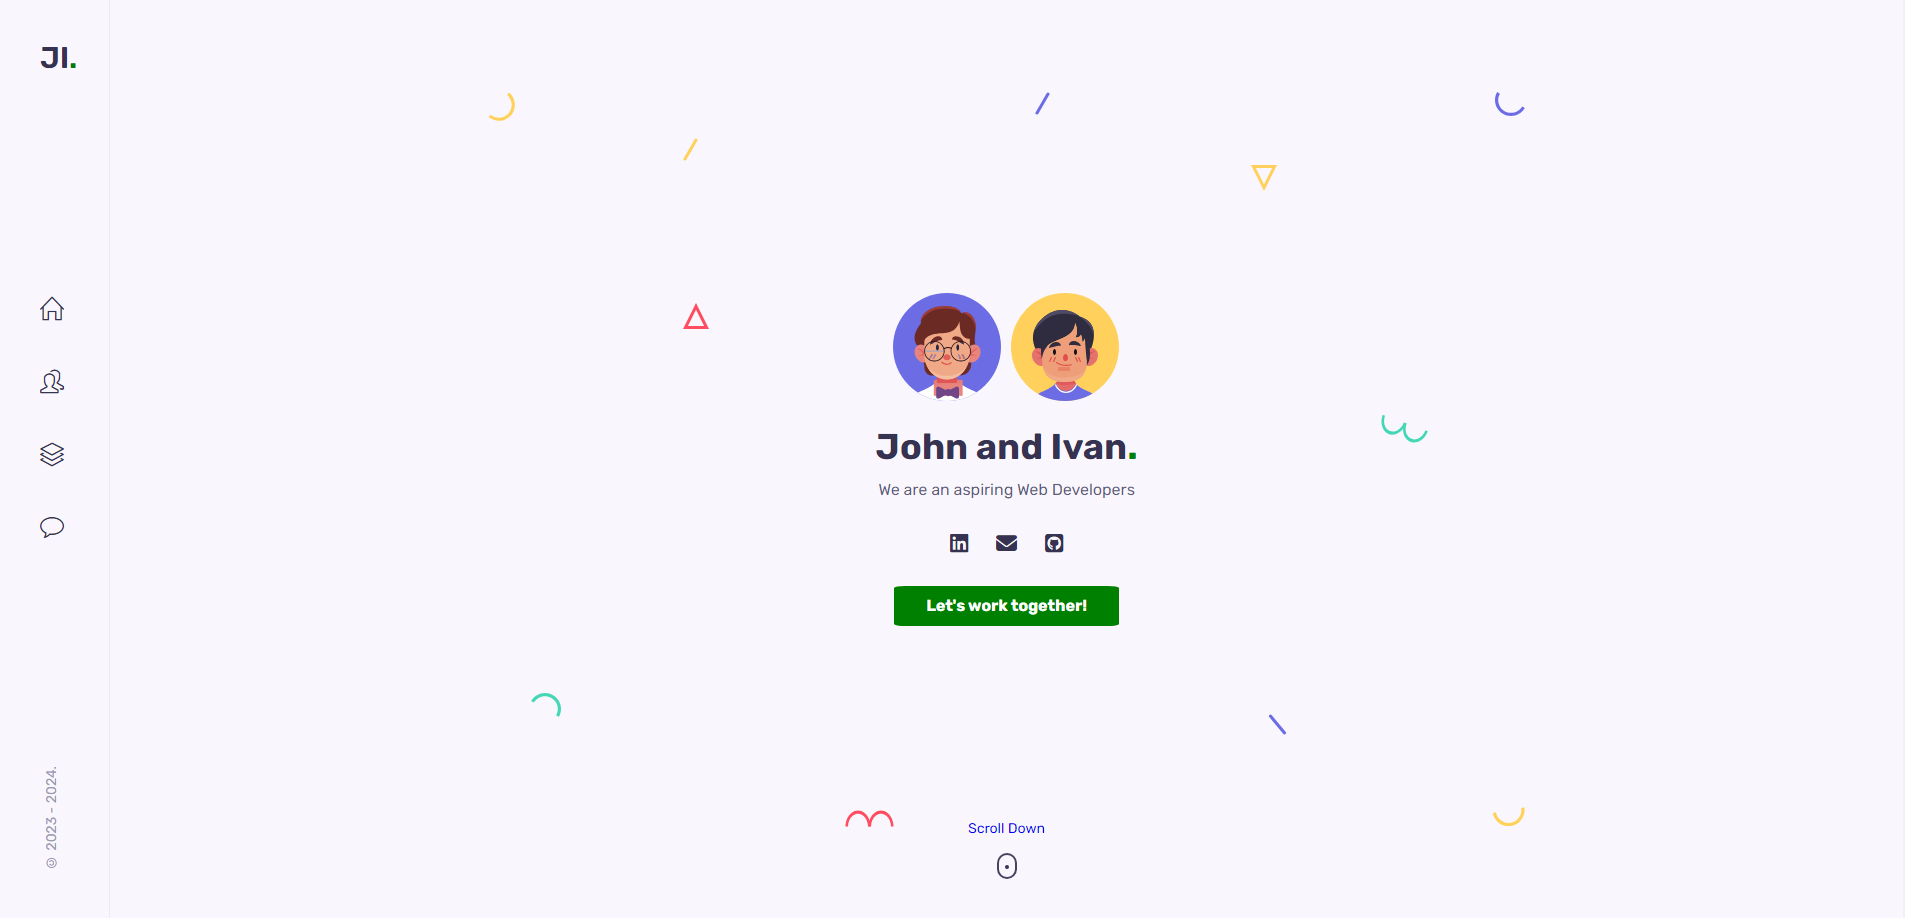 JI.
John and Ivan.
We are an aspiring Web Developers
Let's work together!
Scroll Down
© 2023 - 2024.